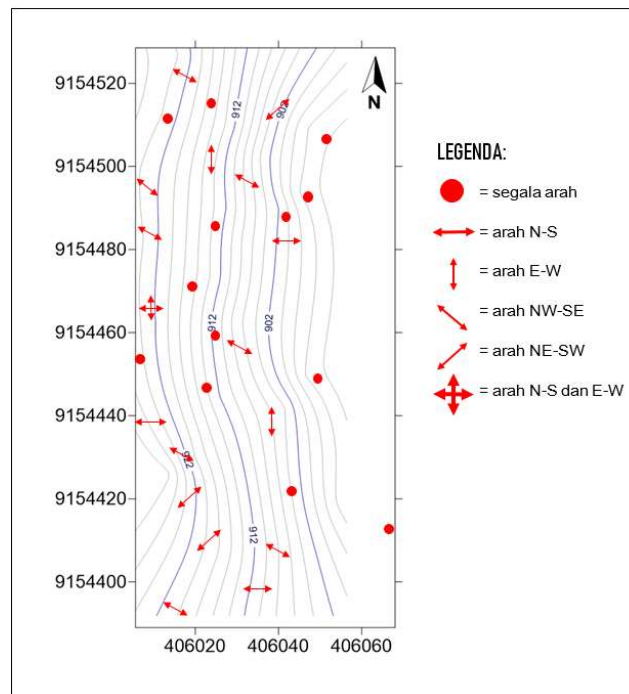 9154520
9154500
9154480
9154460
9154440
9154420
9154400
406020
406040
406060
N
912
902
912
902
922
912
LEGENDA:
= segala arah
= arah N-S
= arah E-W
= arah NW-SE
= arah NE-SW
= arah N-S dan E-W